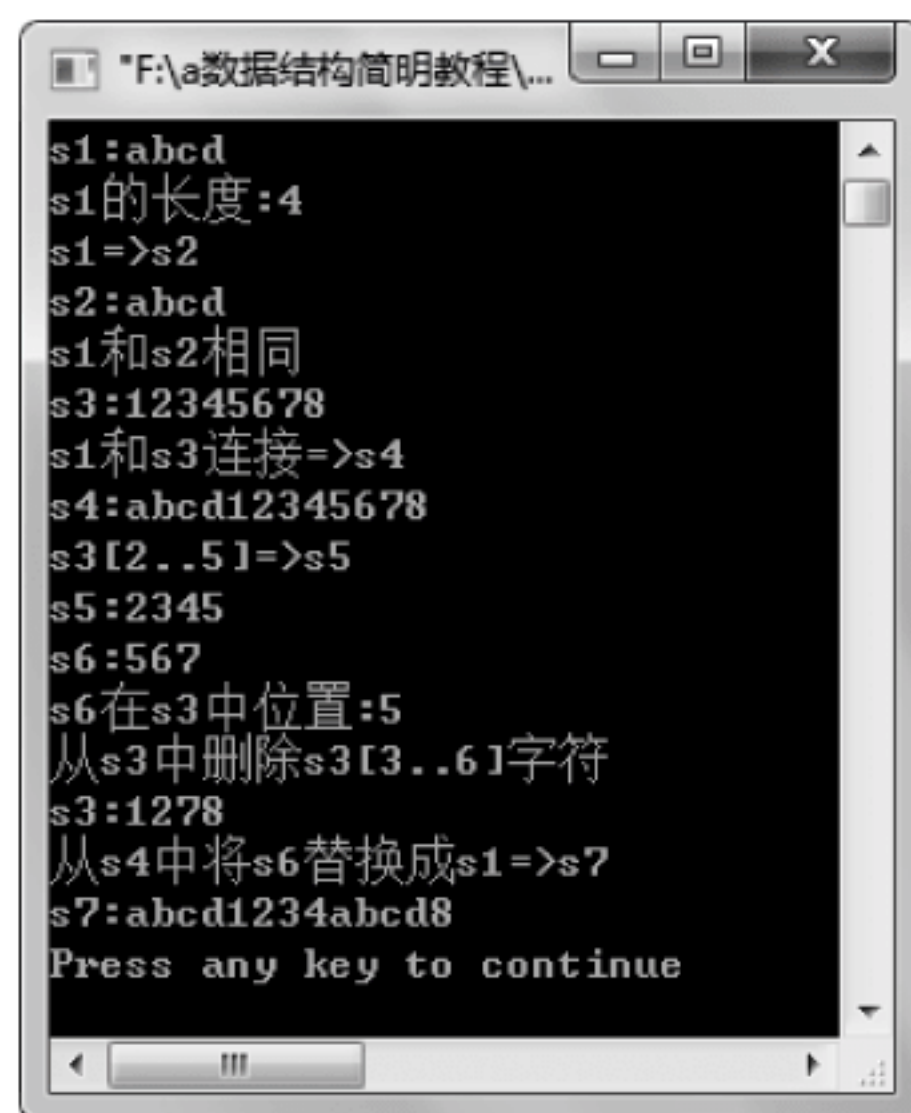 "F:\a数据结构简明教程\...
s1:abcd
s1的长度:4
s1=>s2
s2:abcd
s1和s2相同
s3:12345678
s1和s3连接=>s4
s4:abcd12345678
s3[2..5]=>s5
s5:2345
s6:567
s6在s3中位置:5
从s3中删除s3[3..6]字符
s3:1278
从s4中将s6替换成s1=>s7
s7:abcd1234abcd8
Press any key to continue